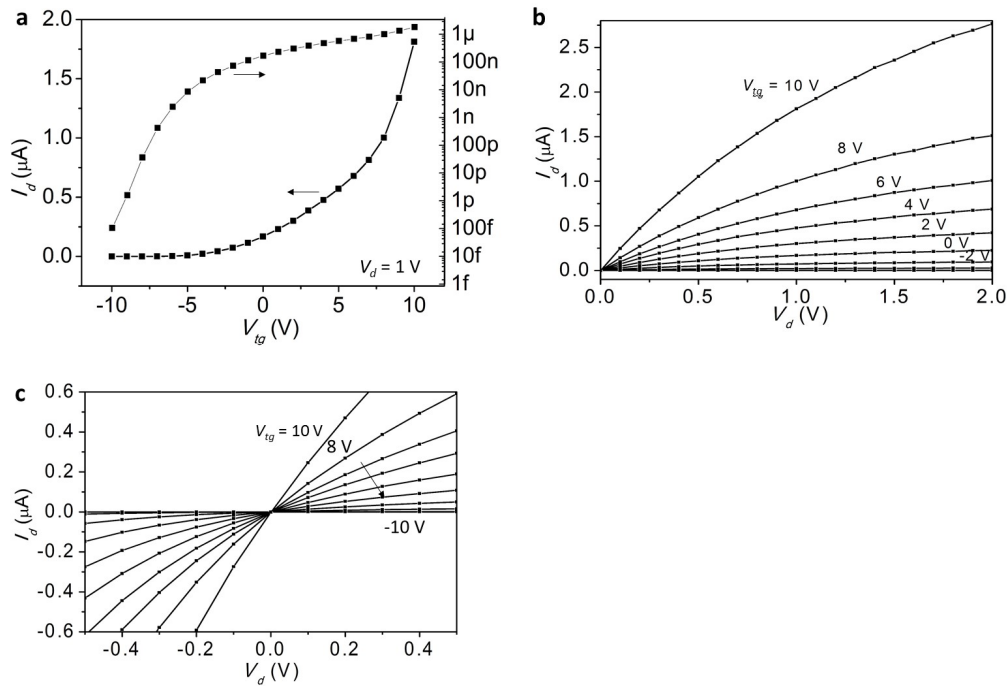 a
I_d (μA)
2.0
1.5
1.0
0.5
0.0
1μ
100n
10n
1n
100p
10p
1p
100f
10f
1f
V_d = 1 V
-10 -5 0 5 10
V_tg (V)
b
I_d (μA)
2.5
2.0
1.5
1.0
0.5
0.0
V_tg = 10 V
8 V
6 V
4 V
2 V
0 V
-2 V
0.0 0.5 1.0 1.5 2.0
V_d (V)
c
I_d (μA)
0.6
0.4
0.2
0.0
-0.2
-0.4
-0.6
V_tg = 10 V
8 V
-10 V
-0.4 -0.2 0.0 0.2 0.4
V_d (V)